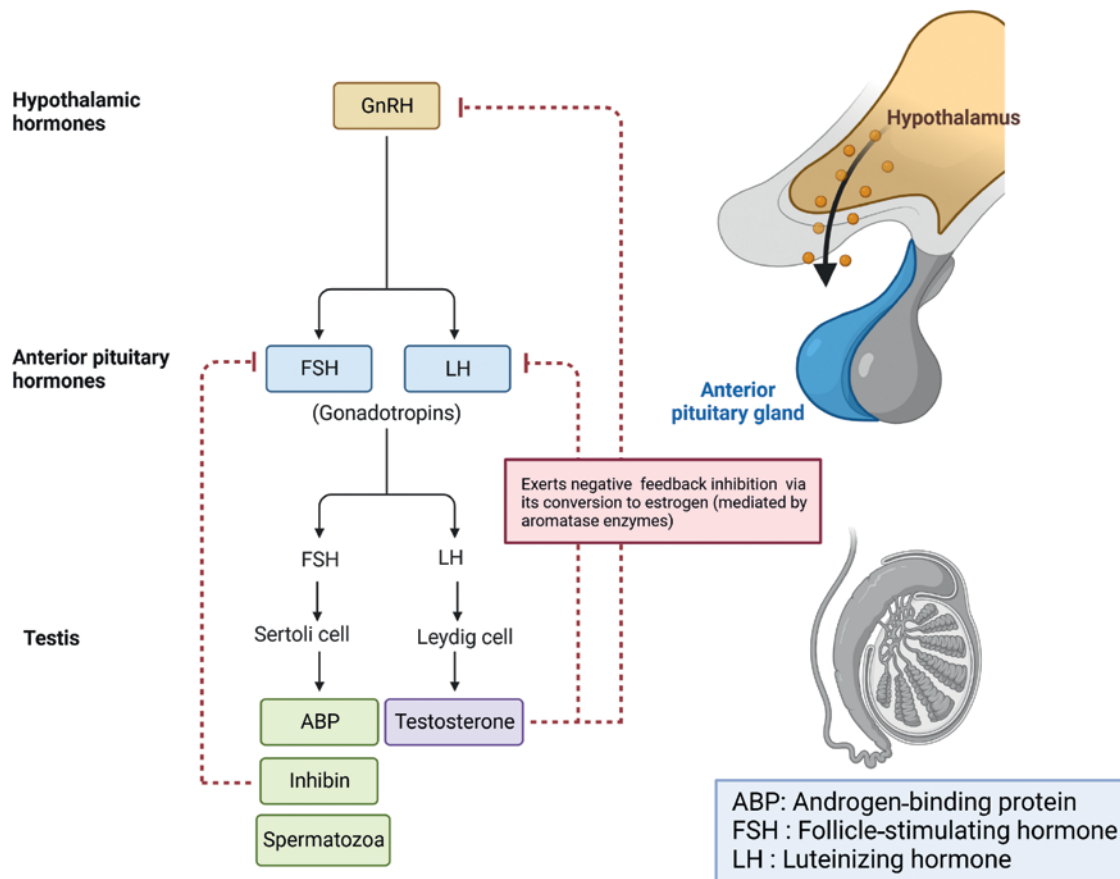 Hypothalamic
hormones
GnRH
Hypothalamus
Anterior pituitary
hormones
FSH
LH
(Gonadotropins)
Anterior
pituitary gland
Exerts negative feedback inhibition via
its conversion to estrogen (mediated by
aromatase enzymes)
FSH
LH
Testis
Sertoli cell
Leydig cell
ABP
Testosterone
Inhibin
Spermatozoa
ABP: Androgen-binding protein
FSH : Follicle-stimulating hormone
LH : Luteinizing hormone